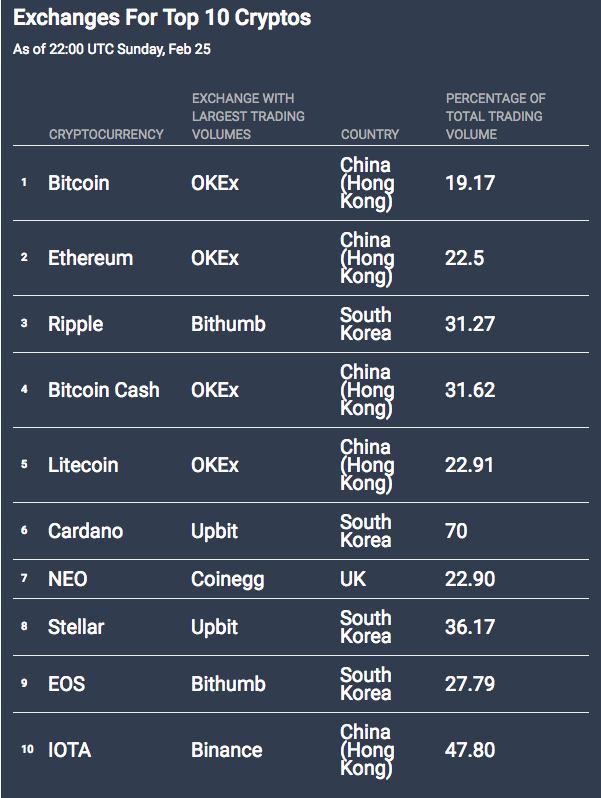 Exchanges For Top 10 Cryptos
As of 22:00 UTC Sunday, Feb 25
CRYPTOCURRENCY EXCHANGE WITH LARGEST TRADING VOLUMES COUNTRY PERCENTAGE OF TOTAL TRADING VOLUME
1 Bitcoin OKEx China (Hong Kong) 19.17
2 Ethereum OKEx China (Hong Kong) 22.5
3 Ripple Bithumb South Korea 31.27
4 Bitcoin Cash OKEx China (Hong Kong) 31.62
5 Litecoin OKEx China (Hong Kong) 22.91
6 Cardano Upbit South Korea 70
7 NEO Coinegg UK 22.90
8 Stellar Upbit South Korea 36.17
9 EOS Bithumb South Korea 27.79
10 IOTA Binance China (Hong Kong) 47.80